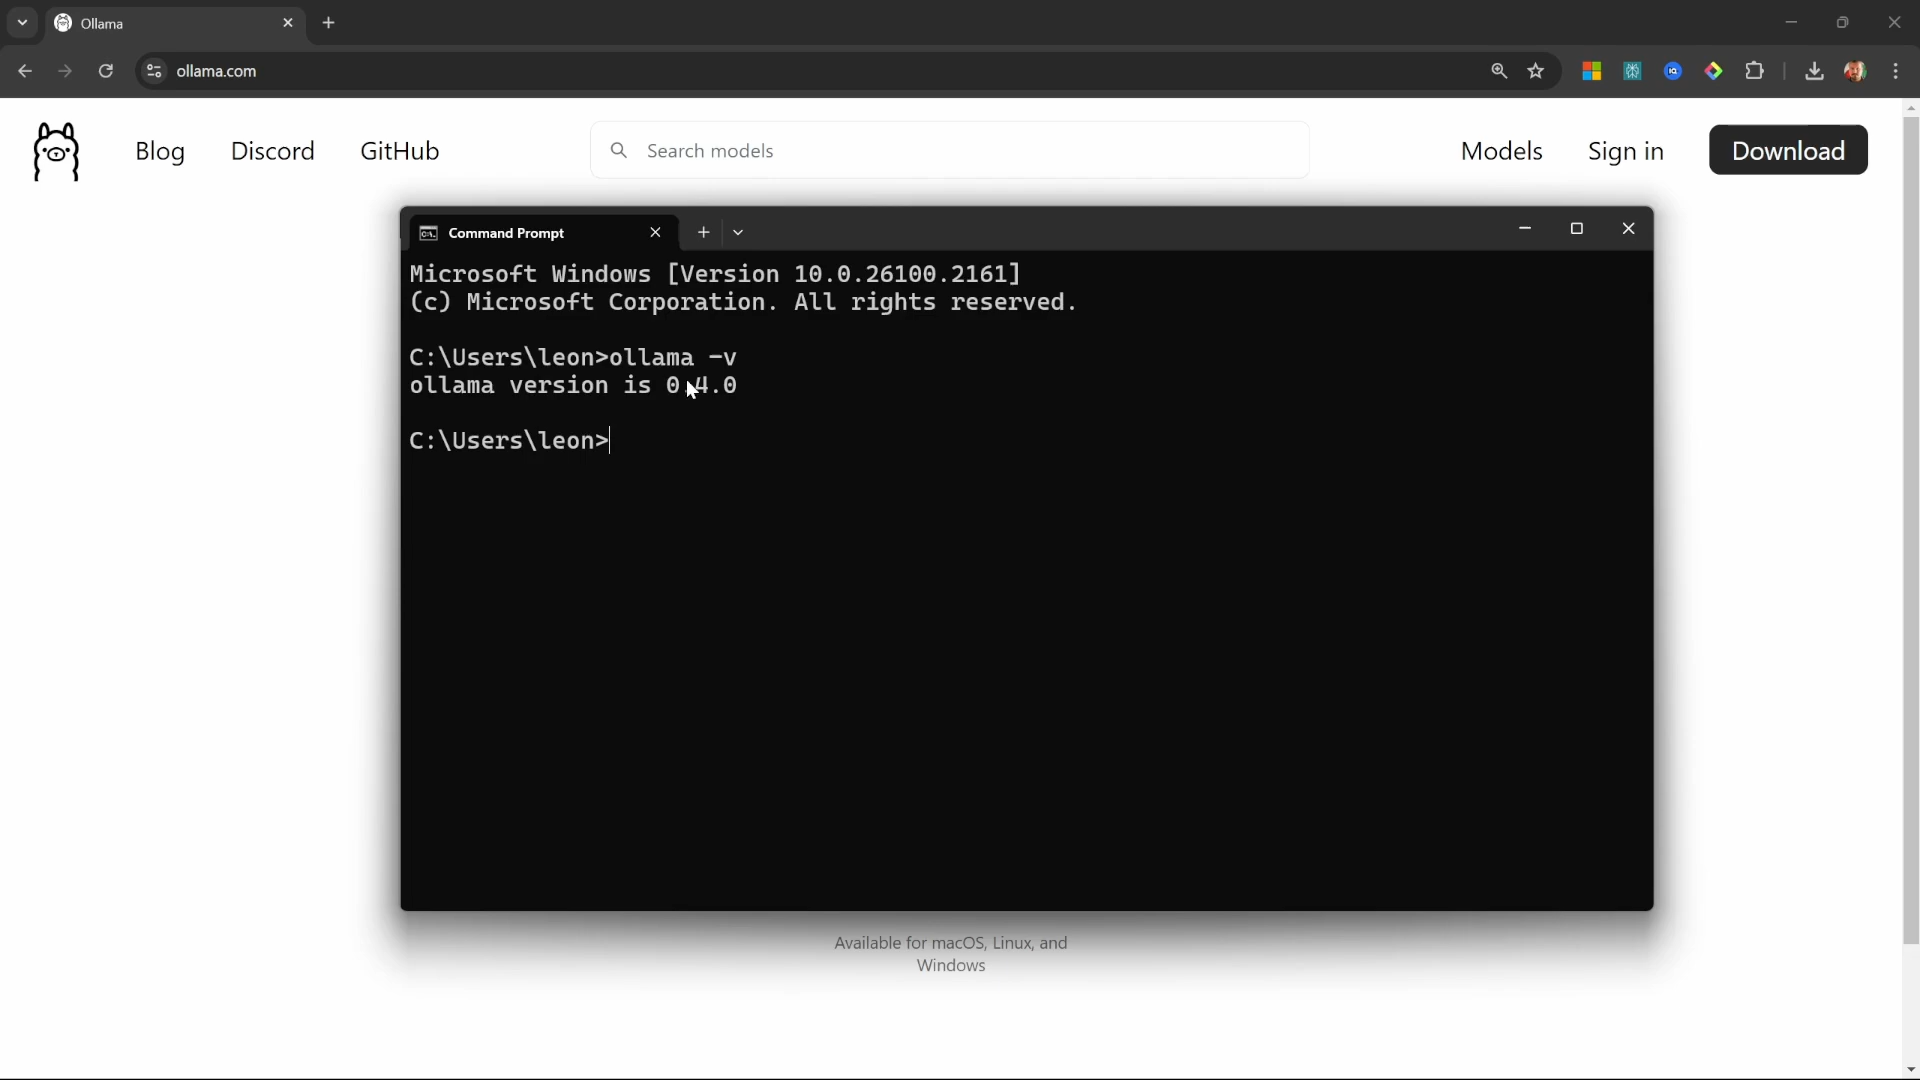 Ollama
ollama.com
Blog
Discord
GitHub
Search models
Models
Sign in
Download
Command Prompt
Microsoft Windows [Version 10.0.26100.2161]
(c) Microsoft Corporation. All rights reserved.
C:\Users\leon>ollama -v
ollama version is 0.4.0
C:\Users\leon>
Available for macOS, Linux, and
Windows